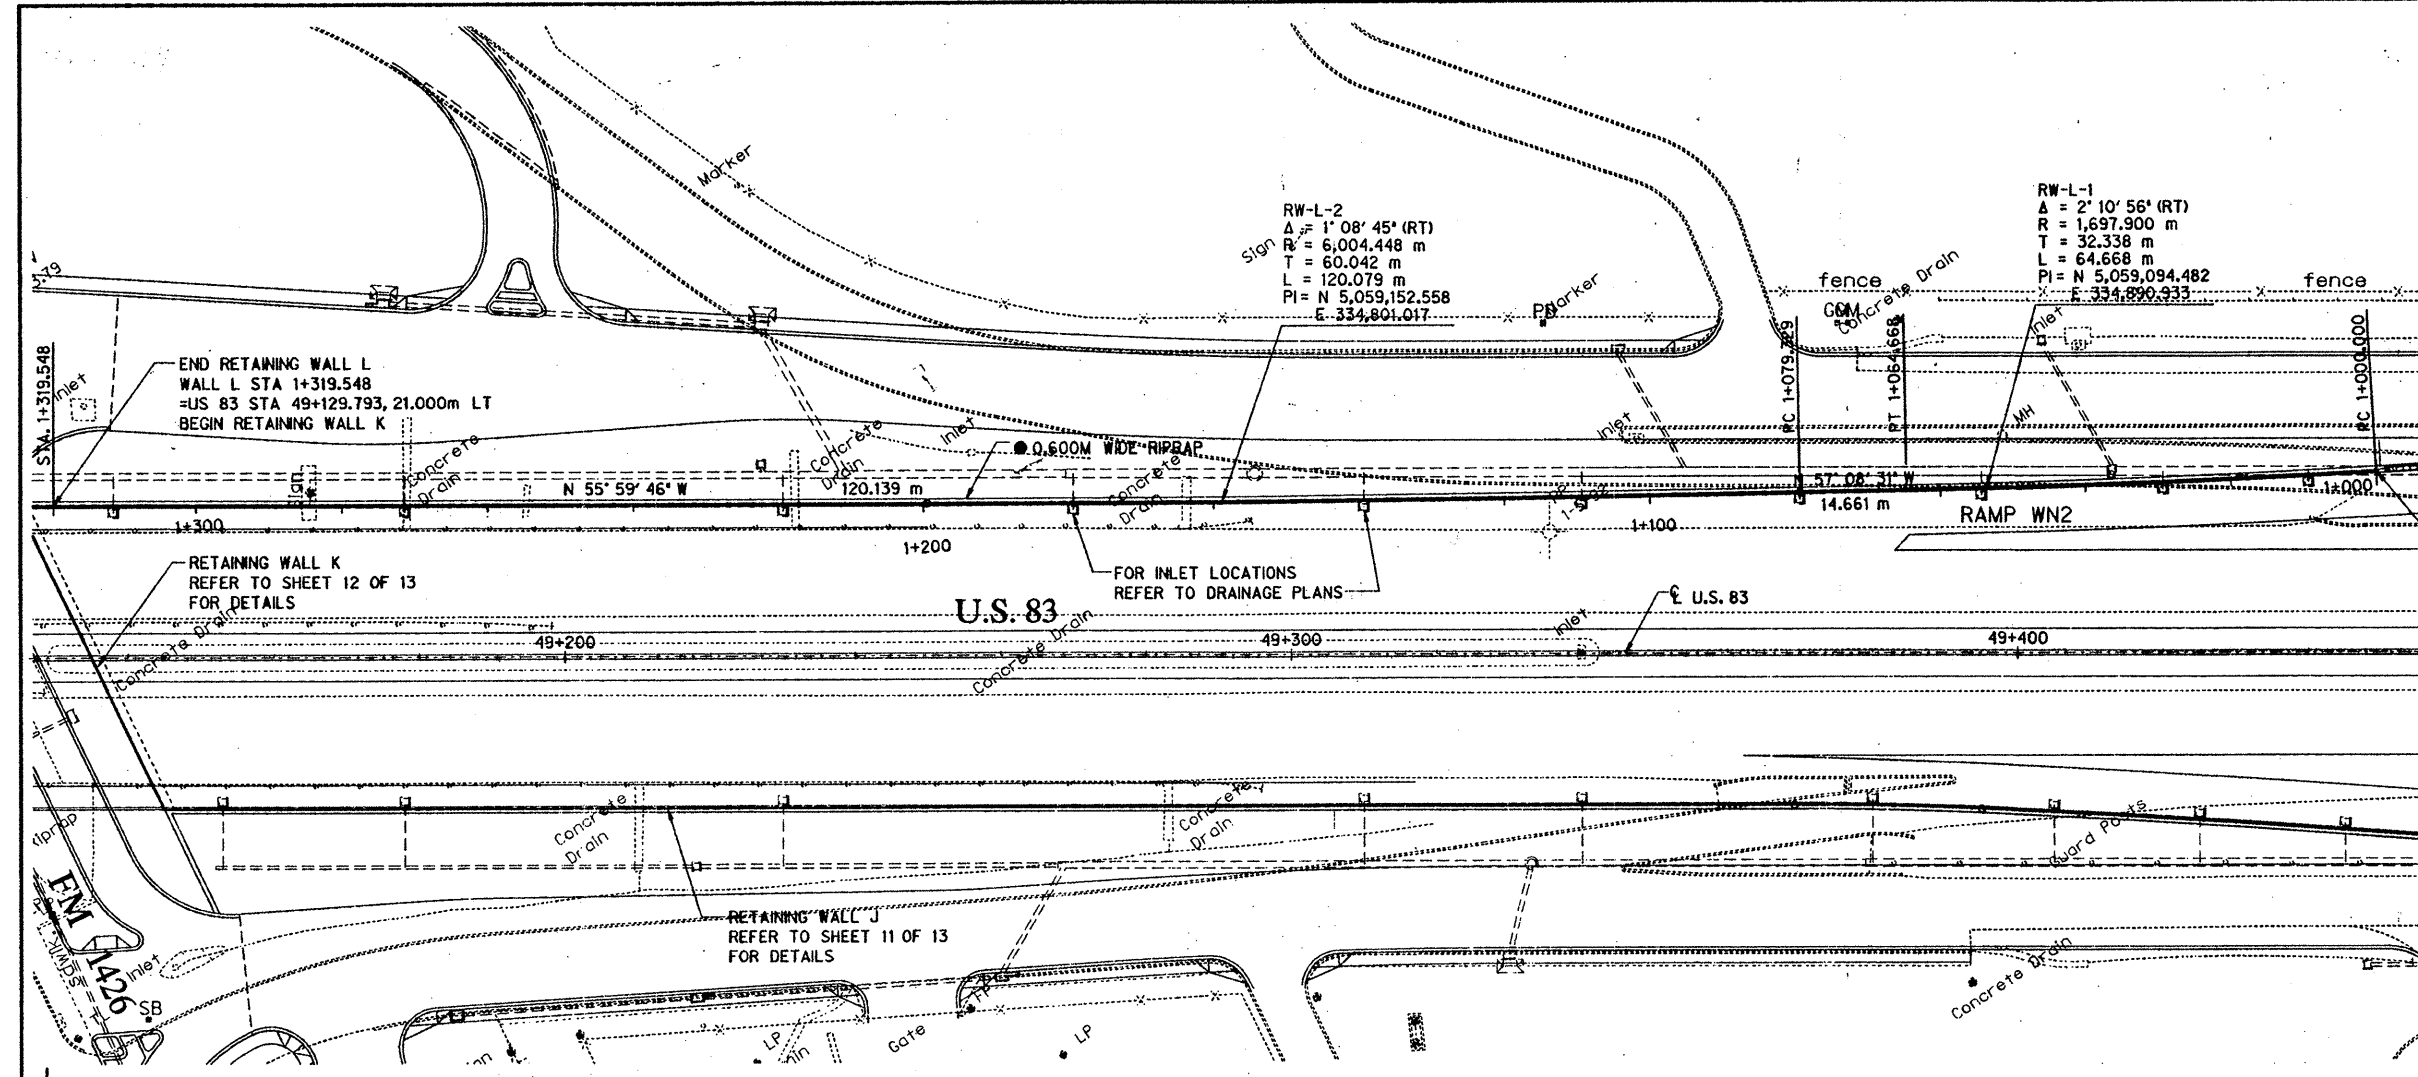 Marker
RW-L-2
Δ = 1° 08' 45" (RT)
R = 6,004.448 m
T = 60.042 m
L = 120.079 m
PI= N 5,059,152.558
E 334,801.017
Sign
Marker
RW-L-1
Δ = 2° 10' 56" (RT)
R = 1,697.900 m
T = 32.338 m
L = 64.668 m
PI= N 5,059,094.482
E 334,890.933
fence
Concrete Drain
fence
Inlet
PT 1+064.668
PC 1+000.000
MH
STA. 1+319.548
Inlet
END RETAINING WALL L
WALL L STA 1+319.548
=US 83 STA 49+129.793, 21.000m LT
BEGIN RETAINING WALL K
Concrete
Drain
Concrete
Drain
Inlet
0.600M WIDE RIPRAP
Concrete
Drain
Inlet
N 55° 59' 46" W
120.139 m
57° 08' 31" W
14.661 m
1+000
1+300
1+200
1+100
RAMP WN2
RETAINING WALL K
REFER TO SHEET 12 OF 13
FOR DETAILS
FOR INLET LOCATIONS
REFER TO DRAINAGE PLANS
U.S. 83
℄ U.S. 83
Concrete Drain
49+200
Concrete Drain
49+300
Inlet
49+400
Concrete
Drain
Concrete
Drain
Guard Posts
RETAINING WALL J
REFER TO SHEET 11 OF 13
FOR DETAILS
FM 1426
Inlet
SB
LP
Gate
LP
Concrete Drain